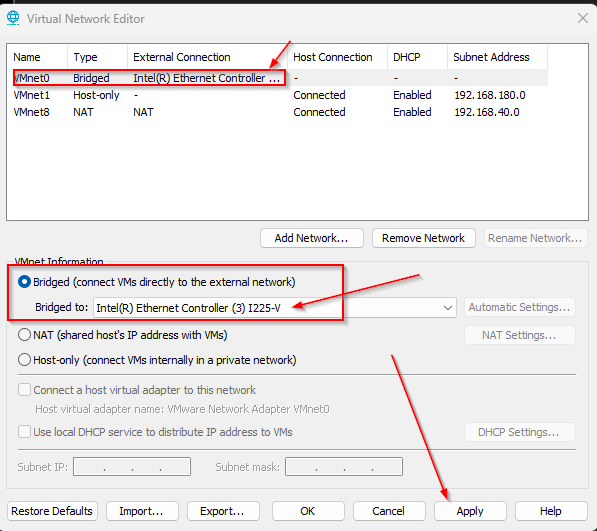 Virtual Network Editor
Name Type External Connection Host Connection DHCP Subnet Address
VMnet0 Bridged Intel(R) Ethernet Controller ... - - -
VMnet1 Host-only - Connected Enabled 192.168.180.0
VMnet8 NAT NAT Connected Enabled 192.168.40.0
Add Network... Remove Network Rename Network...
VMnet Information
Bridged (connect VMs directly to the external network)
Bridged to: Intel(R) Ethernet Controller (3) I225-V Automatic Settings...
NAT (shared host's IP address with VMs) NAT Settings...
Host-only (connect VMs internally in a private network)
Connect a host virtual adapter to this network
Host virtual adapter name: VMware Network Adapter VMnet0
Use local DHCP service to distribute IP address to VMs DHCP Settings...
Subnet IP: . . . Subnet mask: . . .
Restore Defaults Import... Export... OK Cancel Apply Help